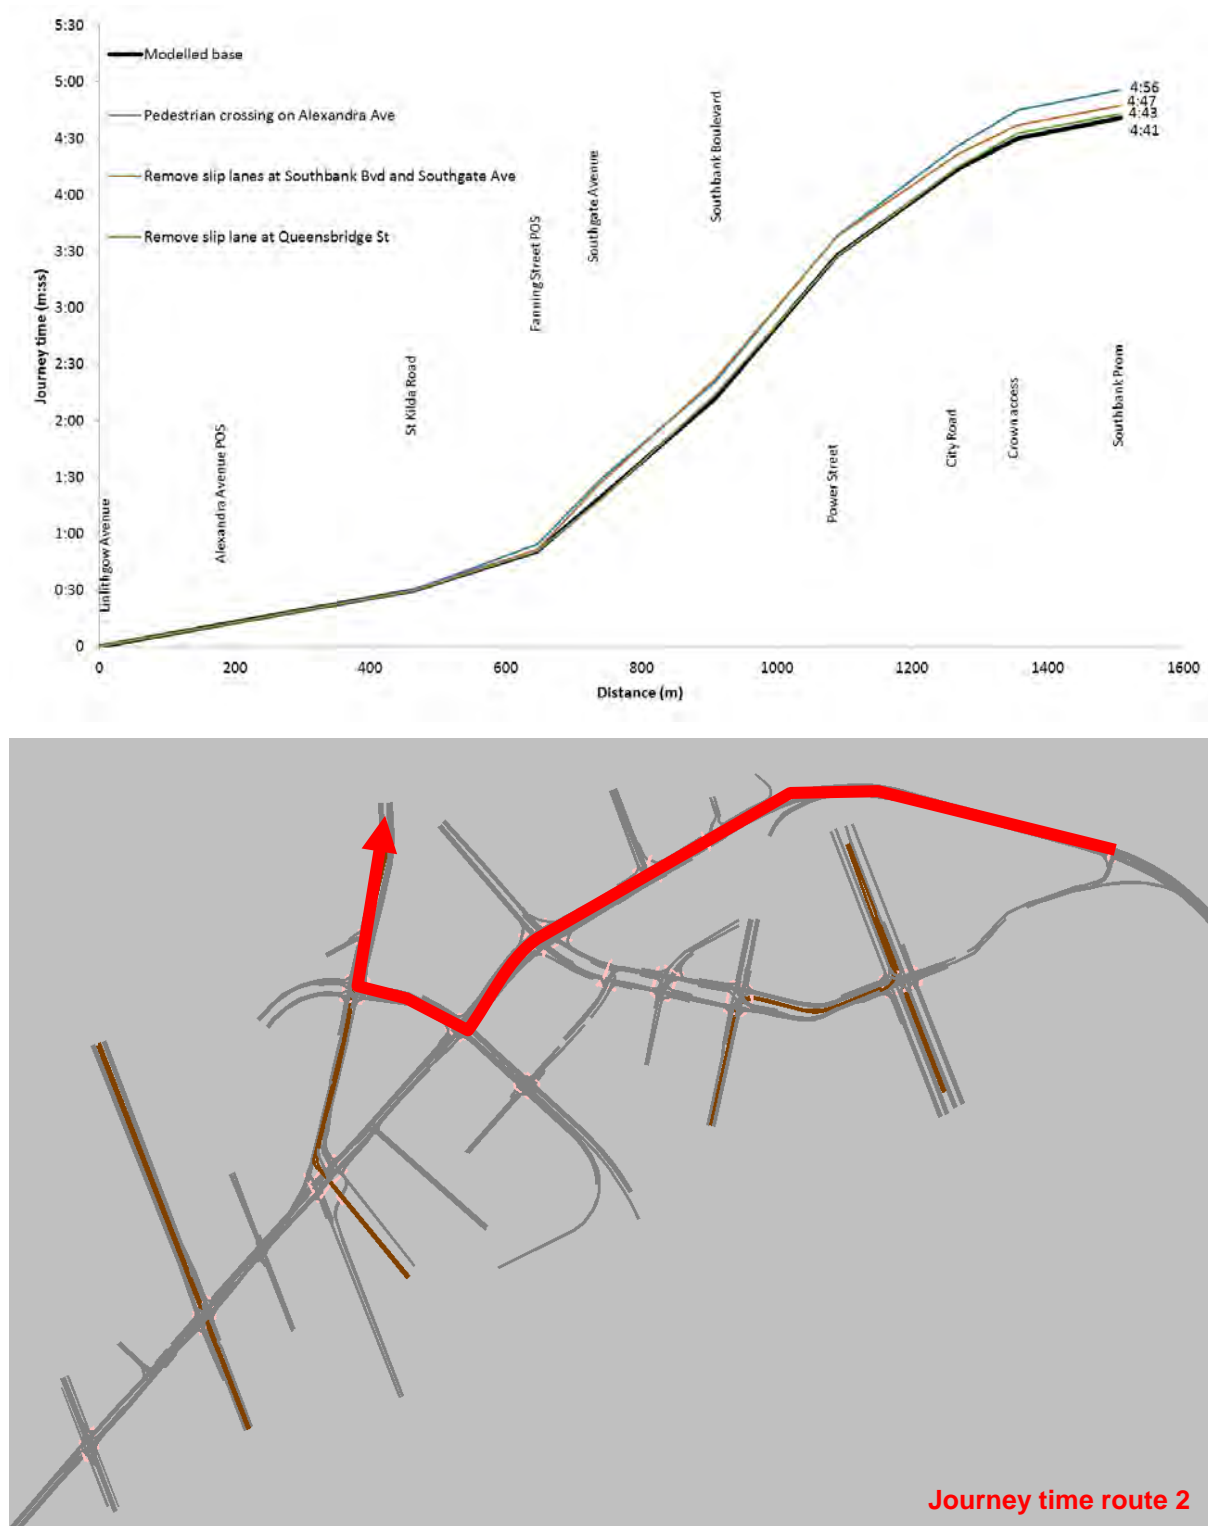 5:30
Modelled base
5:00
4:56
4:47
Pedestrian crossing on Alexandra Ave
4:43
4:30
4:41
Remove slip lanes at Southbank Bvd and Southgate Ave
4:00
Remove slip lane at Queensbridge St
3:30
3:00
2:30
2:00
1:30
1:00
0:30
0
Journey time (m:ss)
Linlithgow Avenue
Alexandra Avenue POS
St Kilda Road
Fanning Street POS
Southgate Avenue
Southbank Boulevard
Power Street
City Road
Crown access
Southbank Prom
0 200 400 600 800 1000 1200 1400 1600
Distance (m)
Journey time route 2